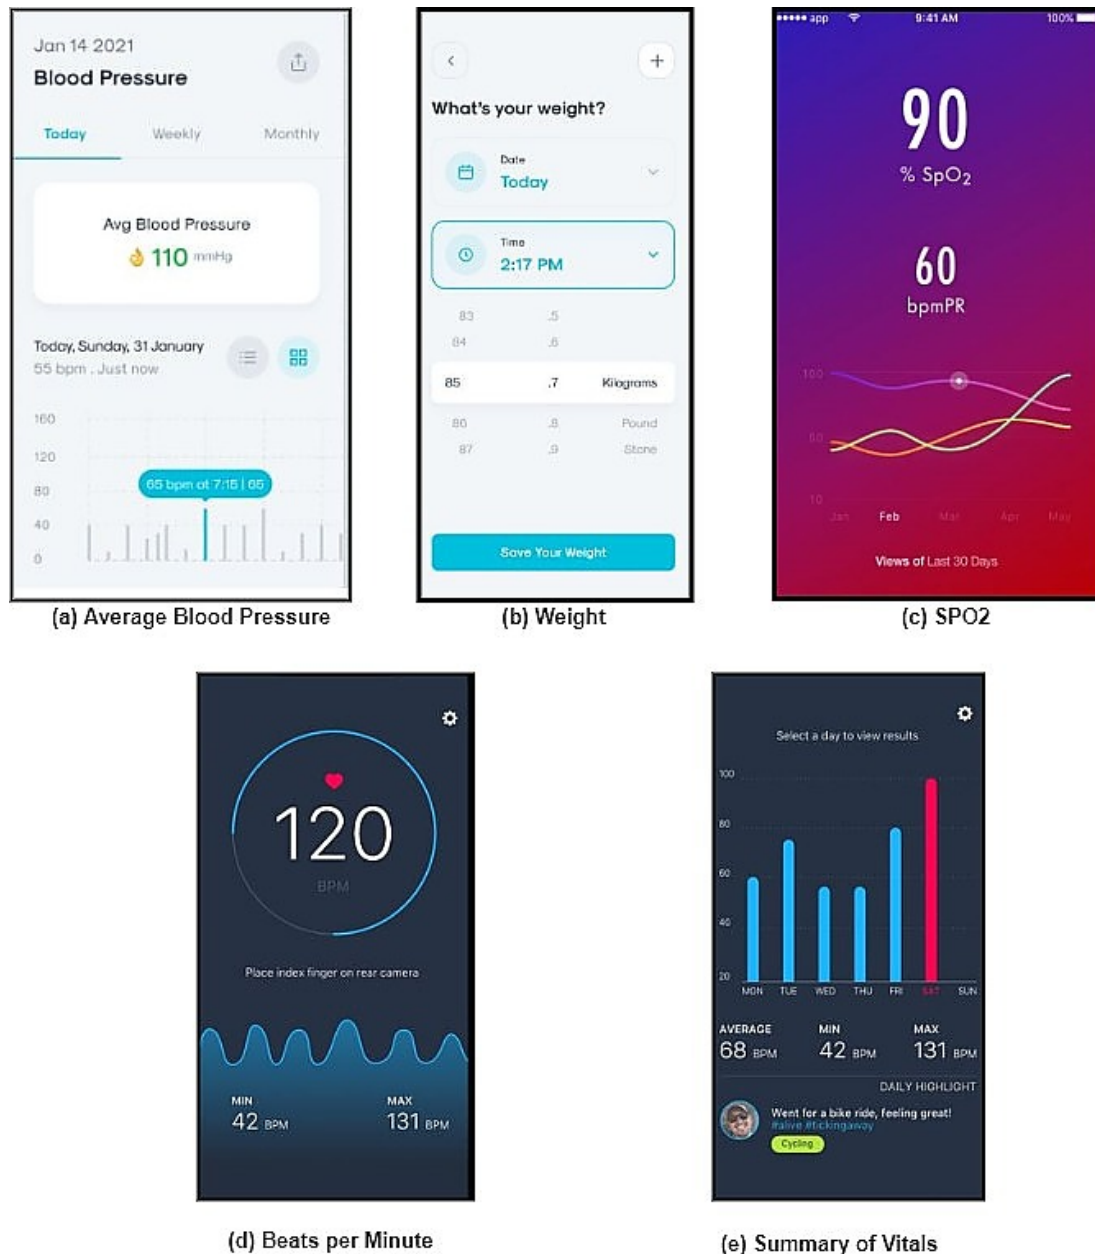 Jan 14 2021
Blood Pressure
Today Weekly Monthly
Avg Blood Pressure
110 mmHg
Today, Sunday, 31 January
55 bpm . Just now
160
120
80
40
0
65 bpm at 7:15 | 65
(a) Average Blood Pressure
What's your weight?
Date
Today
Time
2:17 PM
83 .5
84 .6
85 .7 Kilograms
86 .8 Pound
87 .9 Stone
Save Your Weight
(b) Weight
app 9:41 AM 100%
90
% SpO2
60
bpmPR
100
10
Jan Feb Mar Apr May
Views of Last 30 Days
(c) SPO2
120
BPM
Place index finger on rear camera
MIN MAX
42 BPM 131 BPM
(d) Beats per Minute
Select a day to view results
100
80
60
40
20
MON TUE WED THU FRI SAT SUN
AVERAGE MIN MAX
68 BPM 42 BPM 131 BPM
DAILY HIGHLIGHT
Went for a bike ride, feeling great!
#alive #tickingaway
Cycling
(e) Summary of Vitals